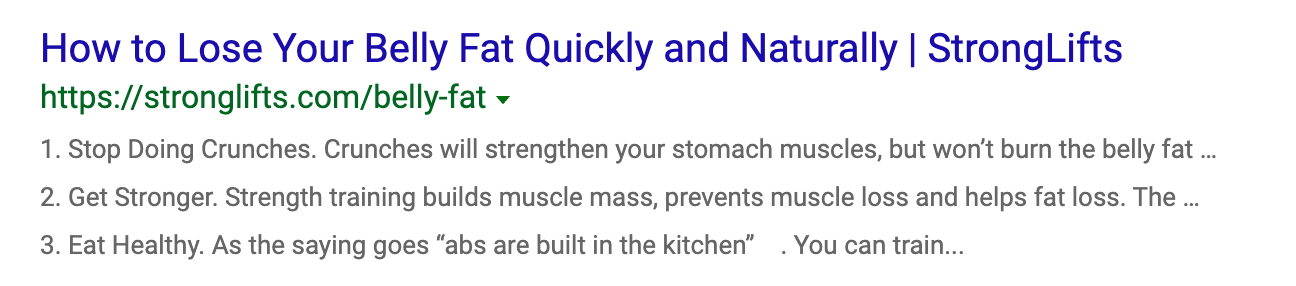 How to Lose Your Belly Fat Quickly and Naturally | StrongLifts
https://stronglifts.com/belly-fat
1. Stop Doing Crunches. Crunches will strengthen your stomach muscles, but won’t burn the belly fat ...
2. Get Stronger. Strength training builds muscle mass, prevents muscle loss and helps fat loss. The ...
3. Eat Healthy. As the saying goes “abs are built in the kitchen” . You can train...